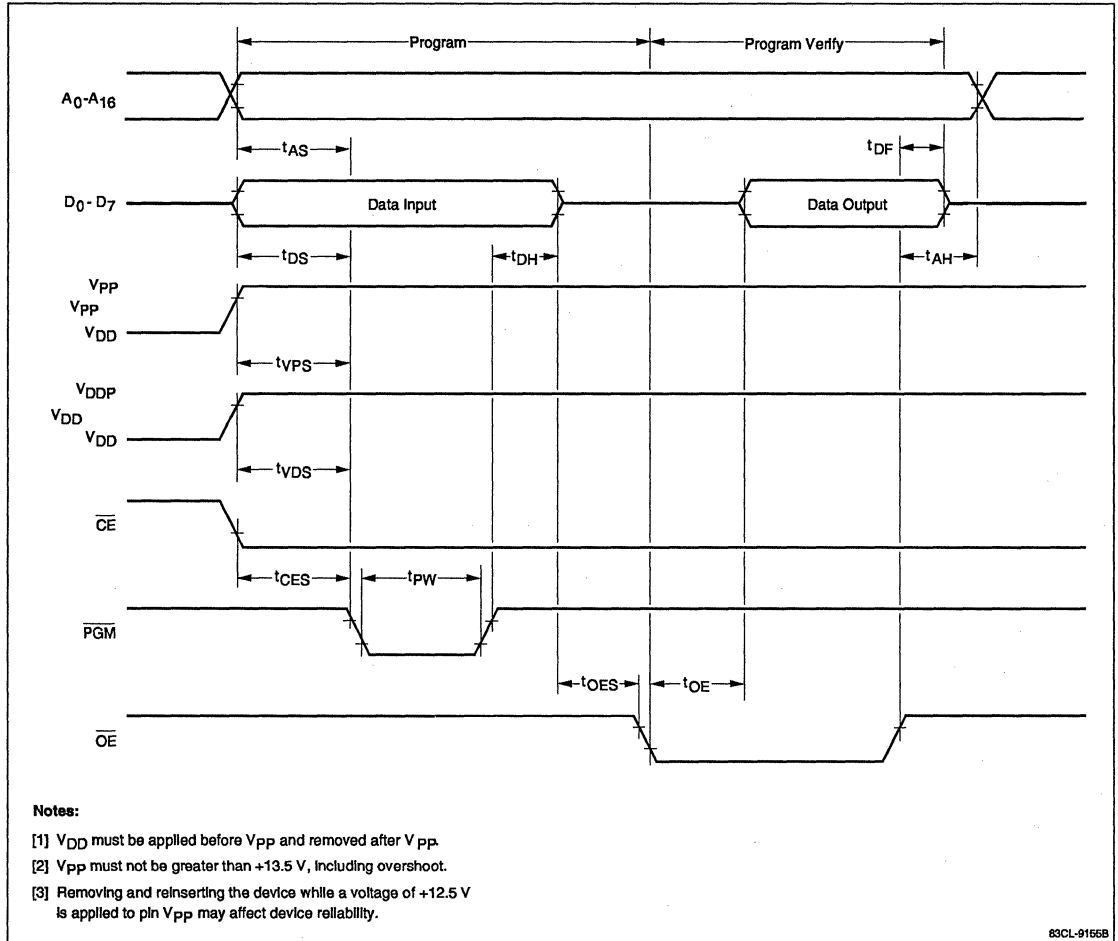 Program
Program Verify
A0-A16
tAS
tDF
D0-D7
Data Input
Data Output
tDS
tDH
tAH
VPP
VPP
VDD
tVPS
VDDP
VDD
VDD
tVDS
CE
tCES
tPW
PGM
tOES
tOE
OE
Notes:
[1] VDD must be applied before VPP and removed after VPP.
[2] VPP must not be greater than +13.5 V, including overshoot.
[3] Removing and reinserting the device while a voltage of +12.5 V
is applied to pin VPP may affect device reliability.
83CL-9155B